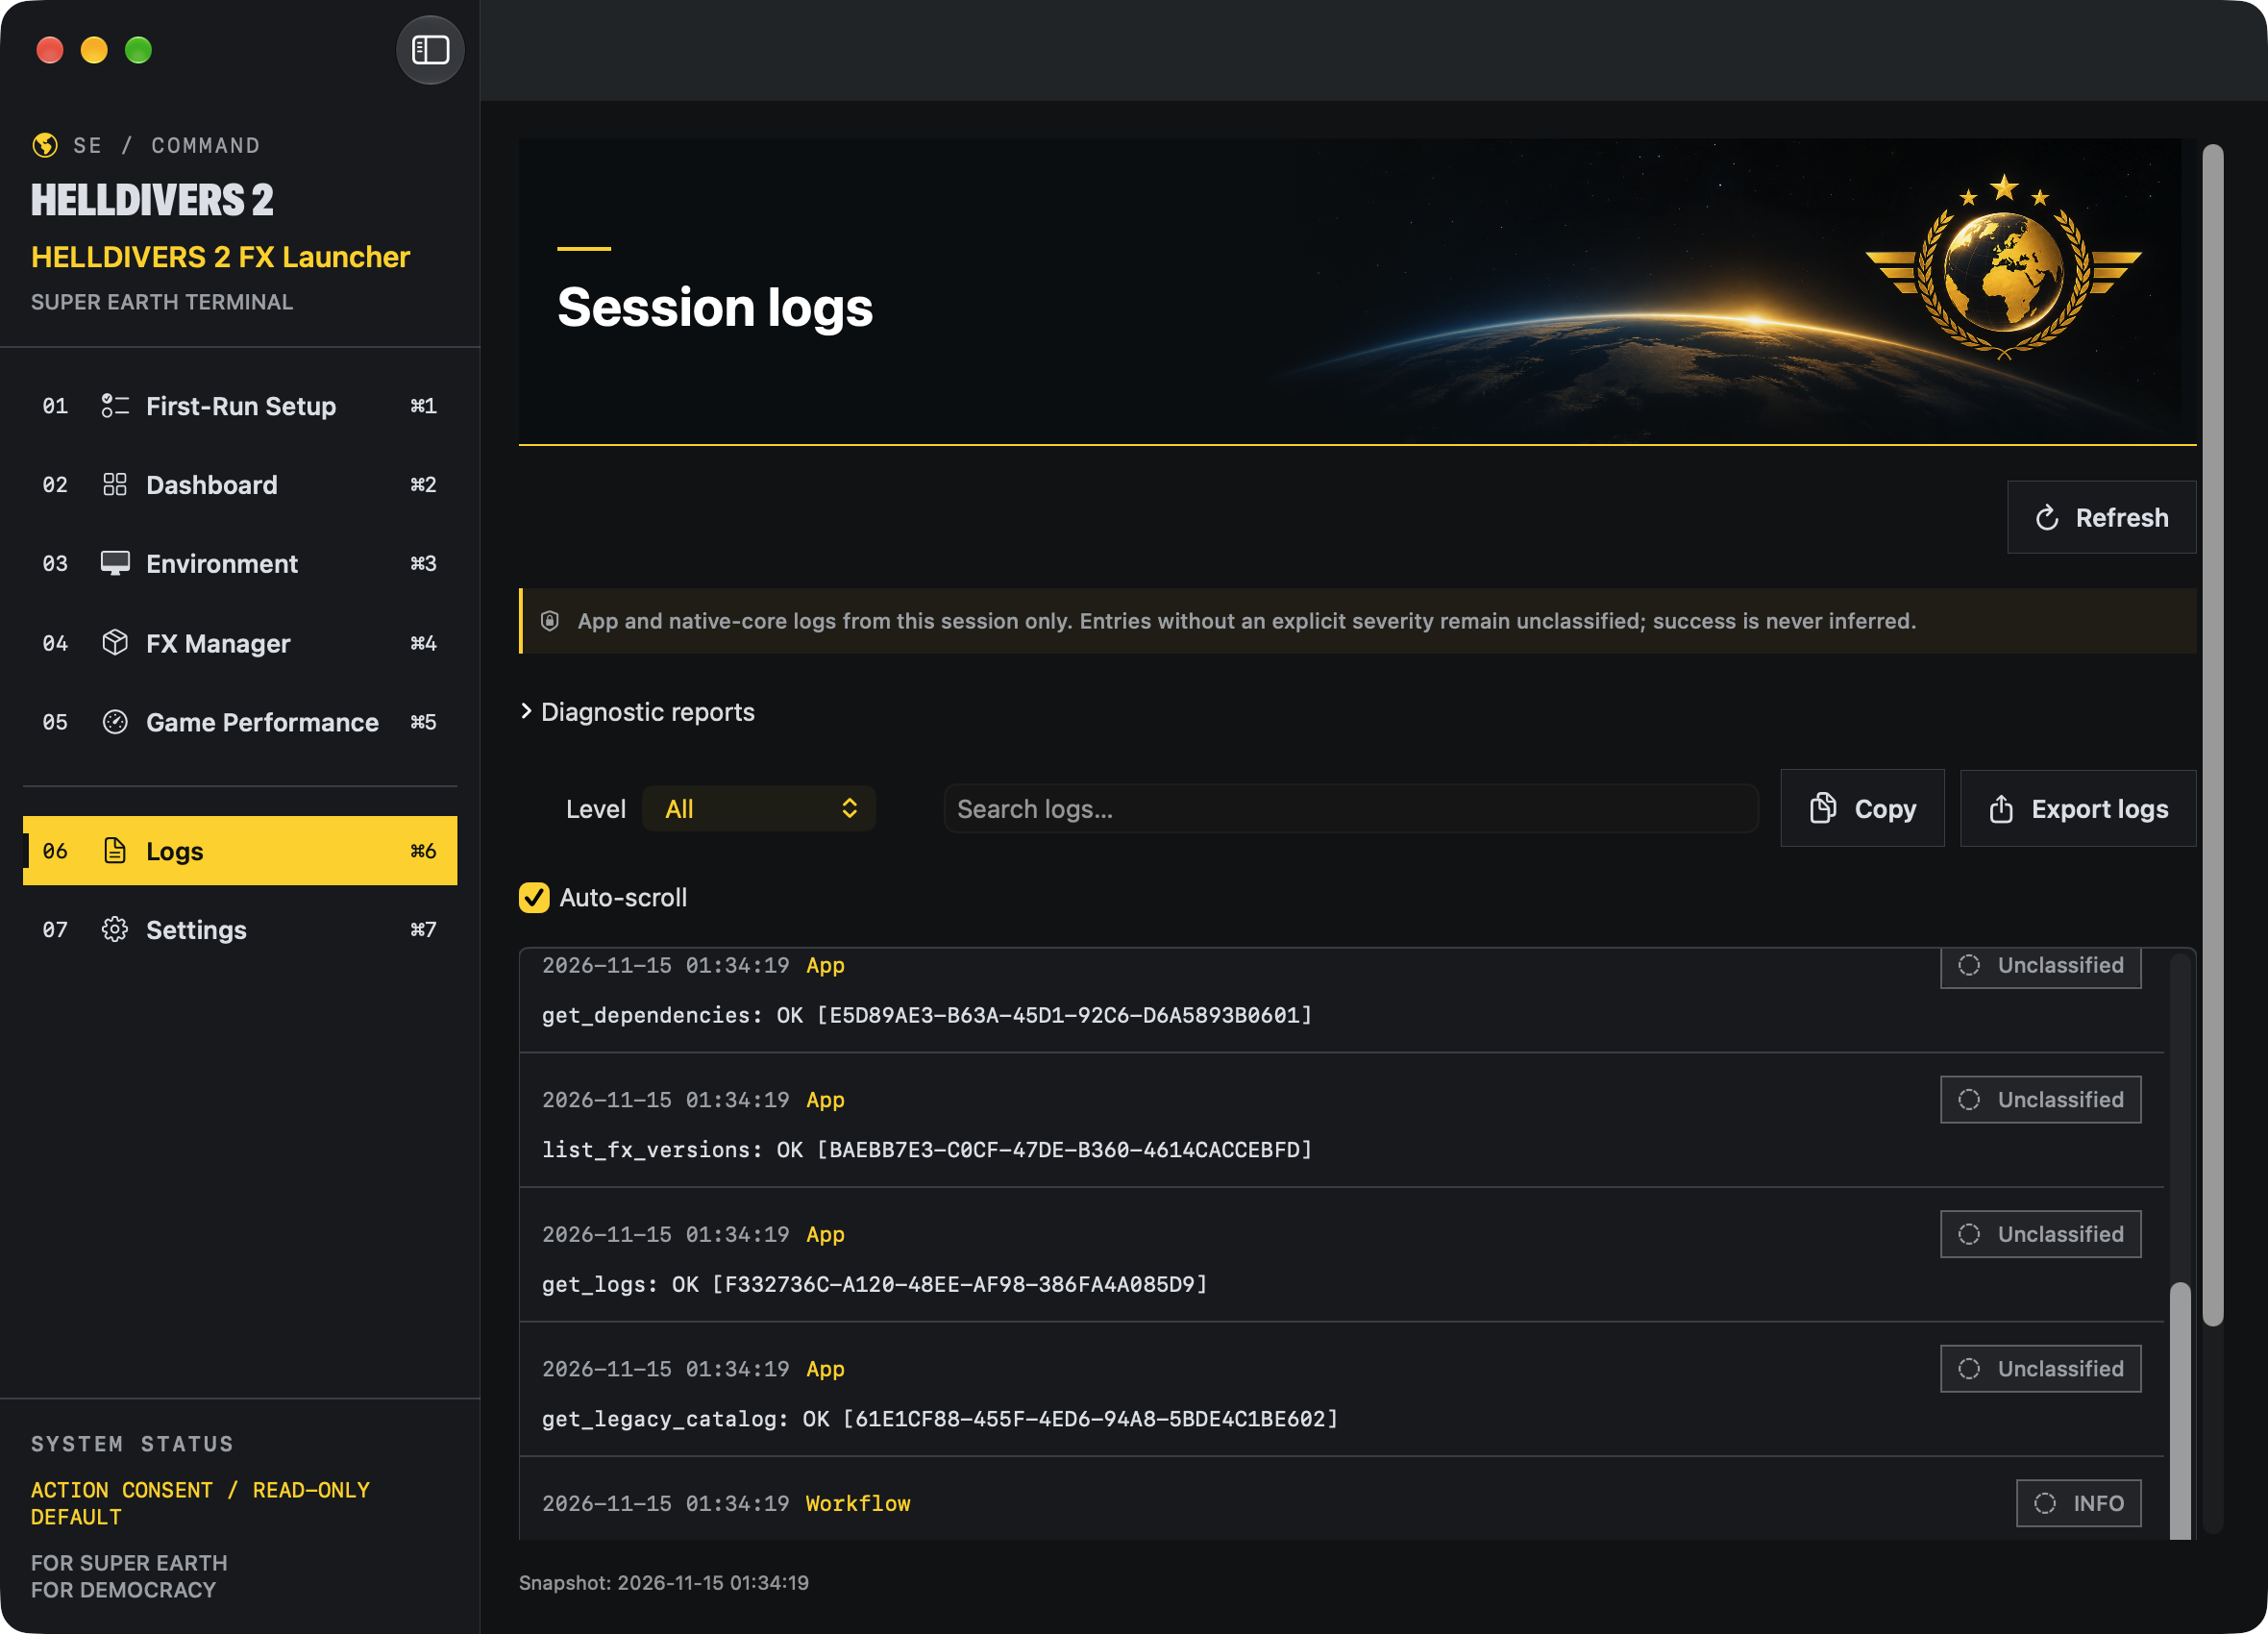 SE / COMMAND
HELLDIVERS 2
HELLDIVERS 2 FX Launcher
SUPER EARTH TERMINAL
01 First-Run Setup ⌘1
02 Dashboard ⌘2
03 Environment ⌘3
04 FX Manager ⌘4
05 Game Performance ⌘5
06 Logs ⌘6
07 Settings ⌘7
SYSTEM STATUS
ACTION CONSENT / READ-ONLY
DEFAULT
FOR SUPER EARTH
FOR DEMOCRACY
Session logs
Refresh
App and native-core logs from this session only. Entries without an explicit severity remain unclassified; success is never inferred.
Diagnostic reports
Level All Search logs... Copy Export logs
Auto-scroll
2026-11-15 01:34:19 App Unclassified
get_dependencies: OK [E5D89AE3-B63A-45D1-92C6-D6A5893B0601]
2026-11-15 01:34:19 App Unclassified
list_fx_versions: OK [BAEBB7E3-C0CF-47DE-B360-4614CACCEBFD]
2026-11-15 01:34:19 App Unclassified
get_logs: OK [F332736C-A120-48EE-AF98-386FA4A085D9]
2026-11-15 01:34:19 App Unclassified
get_legacy_catalog: OK [61E1CF88-455F-4ED6-94A8-5BDE4C1BE602]
2026-11-15 01:34:19 Workflow INFO
Snapshot: 2026-11-15 01:34:19